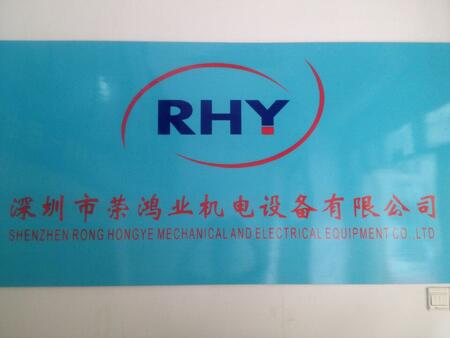 RHY
深圳市荣鸿业机电设备有限公司
SHENZHEN RONG HONGYE MECHANICAL AND ELECTRICAL EQUIPMENT CO.,LTD